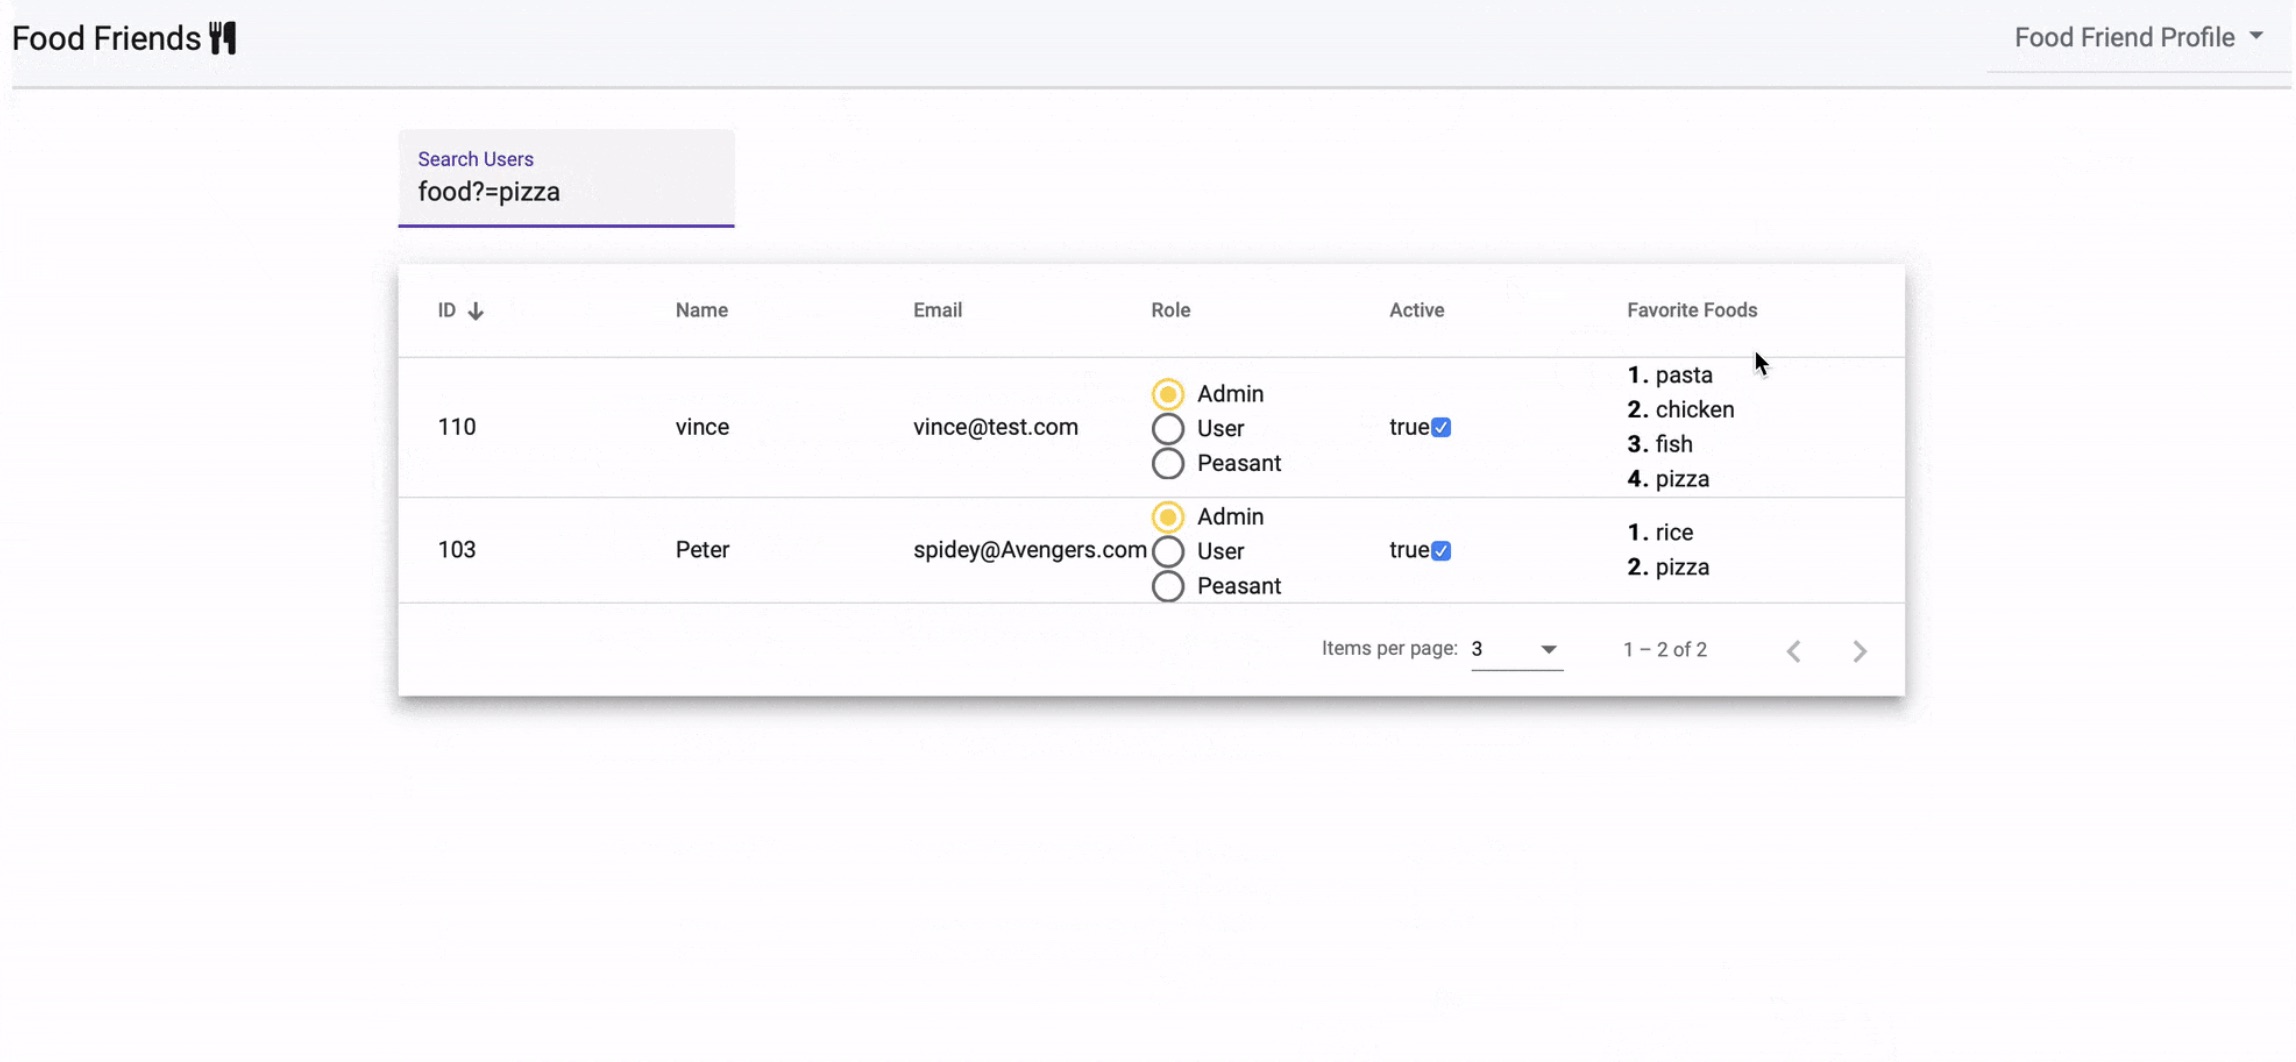 Food Friends
Food Friend Profile
Search Users
food?=pizza
ID Name Email Role Active Favorite Foods
110 vince vince@test.com Admin User Peasant true 1. pasta
2. chicken
3. fish
4. pizza
103 Peter spidey@Avengers.com Admin User Peasant true 1. rice
2. pizza
Items per page: 3 1 – 2 of 2